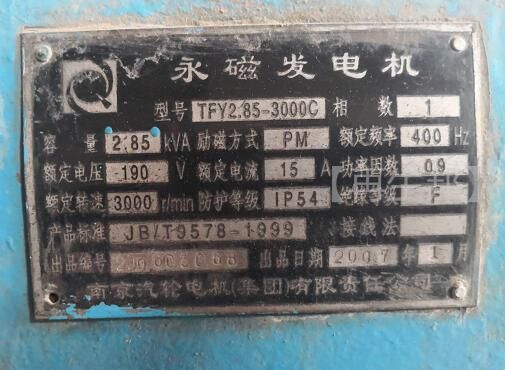 永磁发电机
型号 TFY2.85-3000C 相数 1
容量 2.85 kVA 励磁方式 PM 额定频率 400 Hz
额定电压 190 V 额定电流 15 A 功率因数 0.9
额定转速 3000 r/min 防护等级 IP54 绝缘等级 F
产品标准 JB/T9578-1999 接线法
出品编号 出品日期 2007 年 1 月
南京汽轮电机(集团)有限责任公司